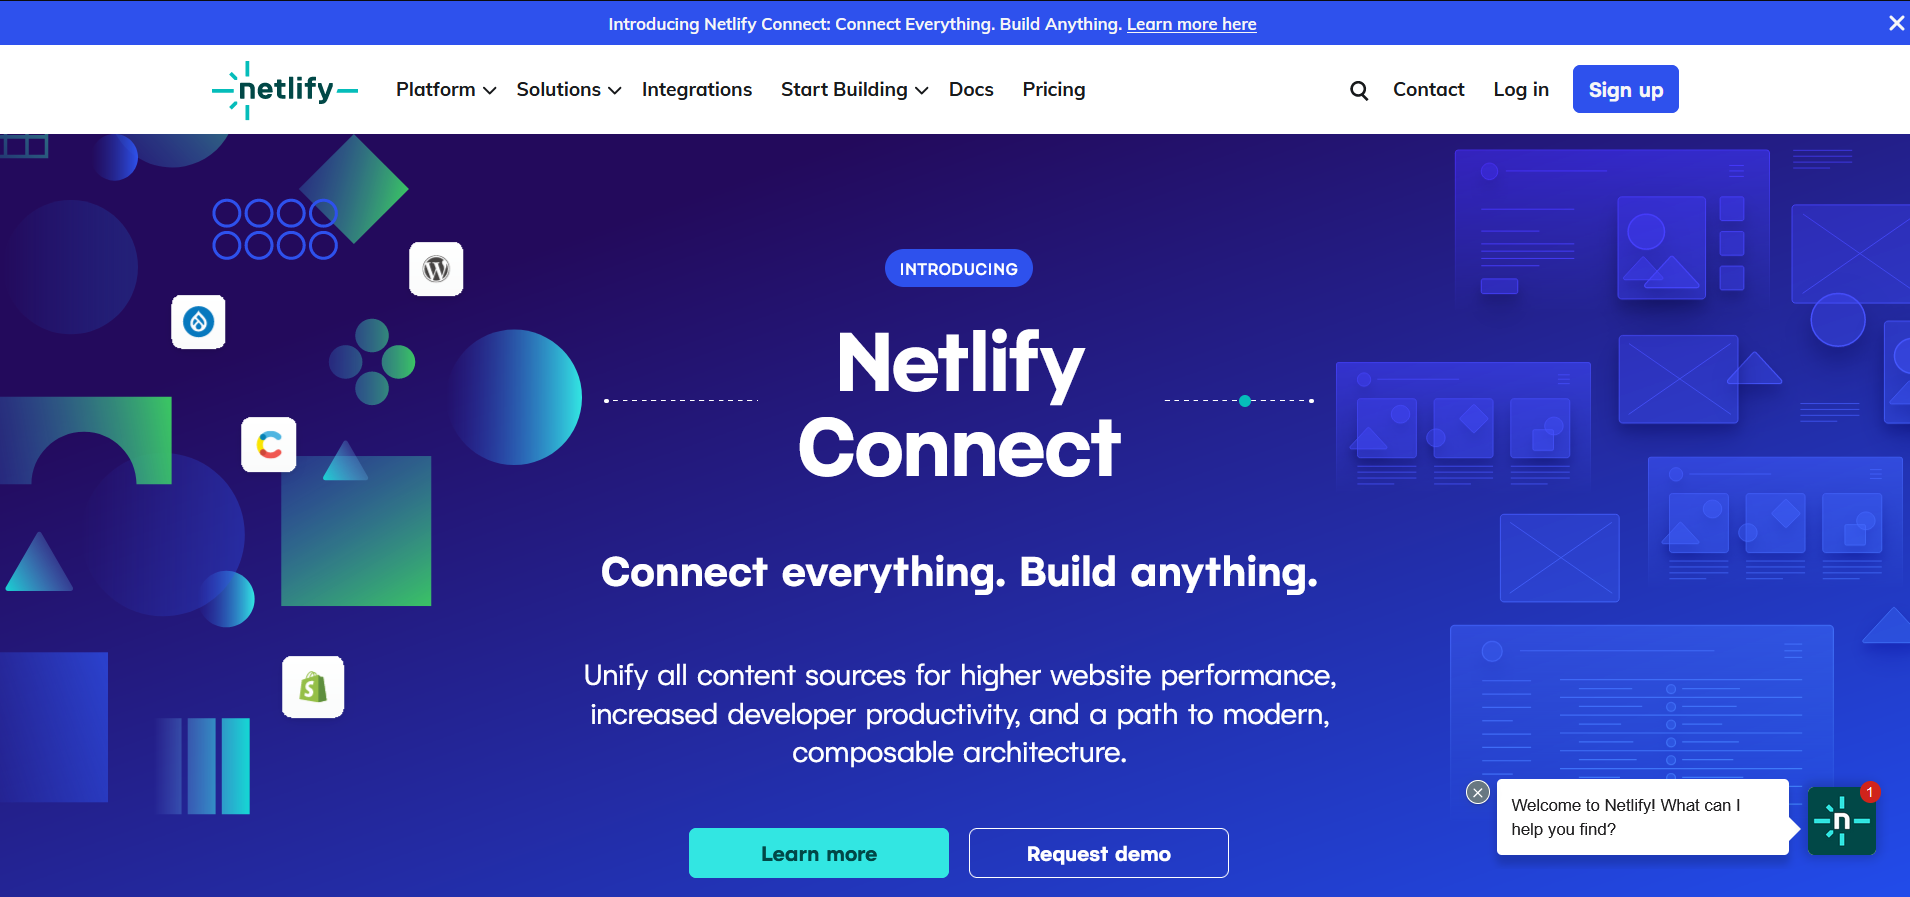 Introducing Netlify Connect: Connect Everything. Build Anything. Learn more here
netlify
Platform
Solutions
Integrations
Start Building
Docs
Pricing
Contact
Log in
Sign up
INTRODUCING
Netlify
Connect
Connect everything. Build anything.
Unify all content sources for higher website performance,
increased developer productivity, and a path to modern,
composable architecture.
Learn more
Request demo
Welcome to Netlify! What can I
help you find?
n
1